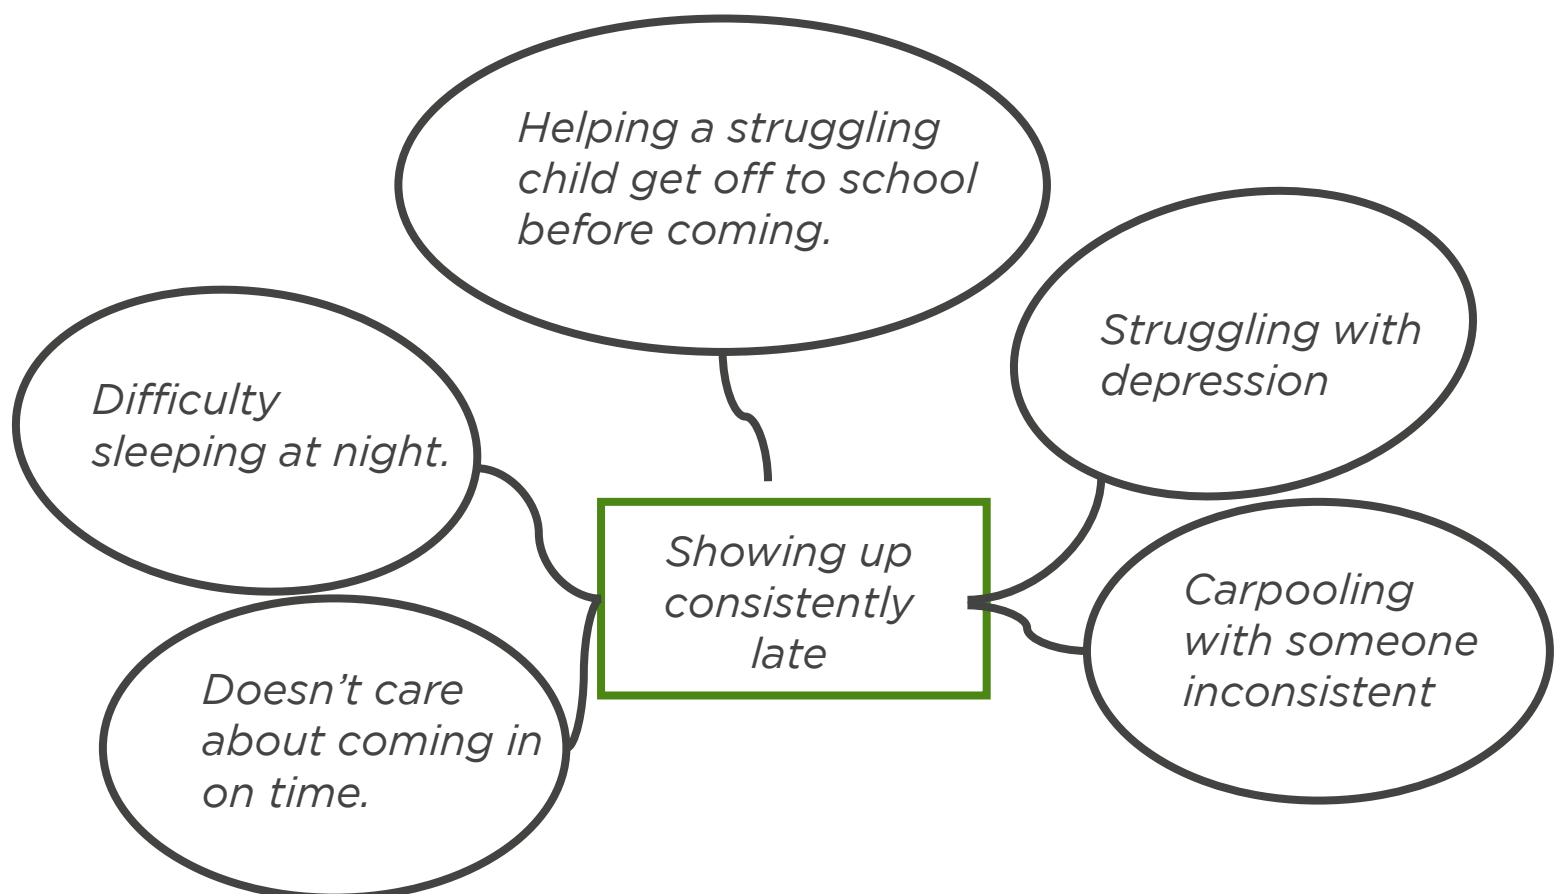 Helping a struggling
child get off to school
before coming.
Struggling with
depression
Difficulty
sleeping at night.
Showing up
consistently
late
Carpooling
with someone
inconsistent
Doesn’t care
about coming in
on time.